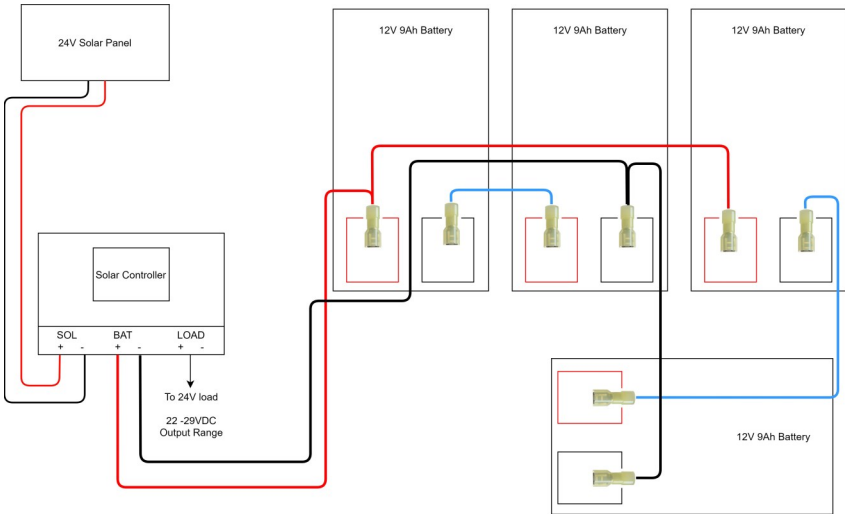 24V Solar Panel
12V 9Ah Battery
12V 9Ah Battery
12V 9Ah Battery
Solar Controller
SOL BAT LOAD
+ - + - + -
To 24V load
22 -29VDC
Output Range
12V 9Ah Battery